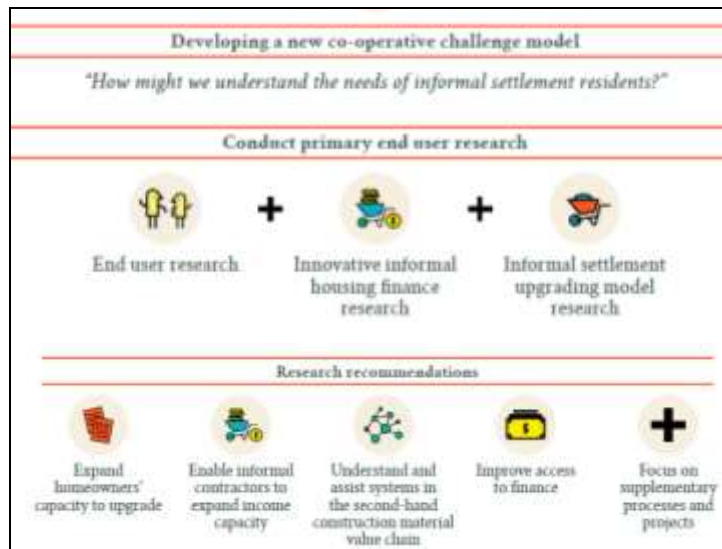 Developing a new co-operative challenge model
"How might we understand the needs of informal settlement residents?"
Conduct primary end user research
End user research
Innovative informal
housing finance
research
Informal settlement
upgrading model
research
Research recommendations
Expand
homeowners'
capacity to upgrade
Enable informal
contractors to
expand income
capacity
Understand and
assist systems in
the second-hand
construction material
value chain
Improve access
to finance
Focus on
supplementary
processes and
projects